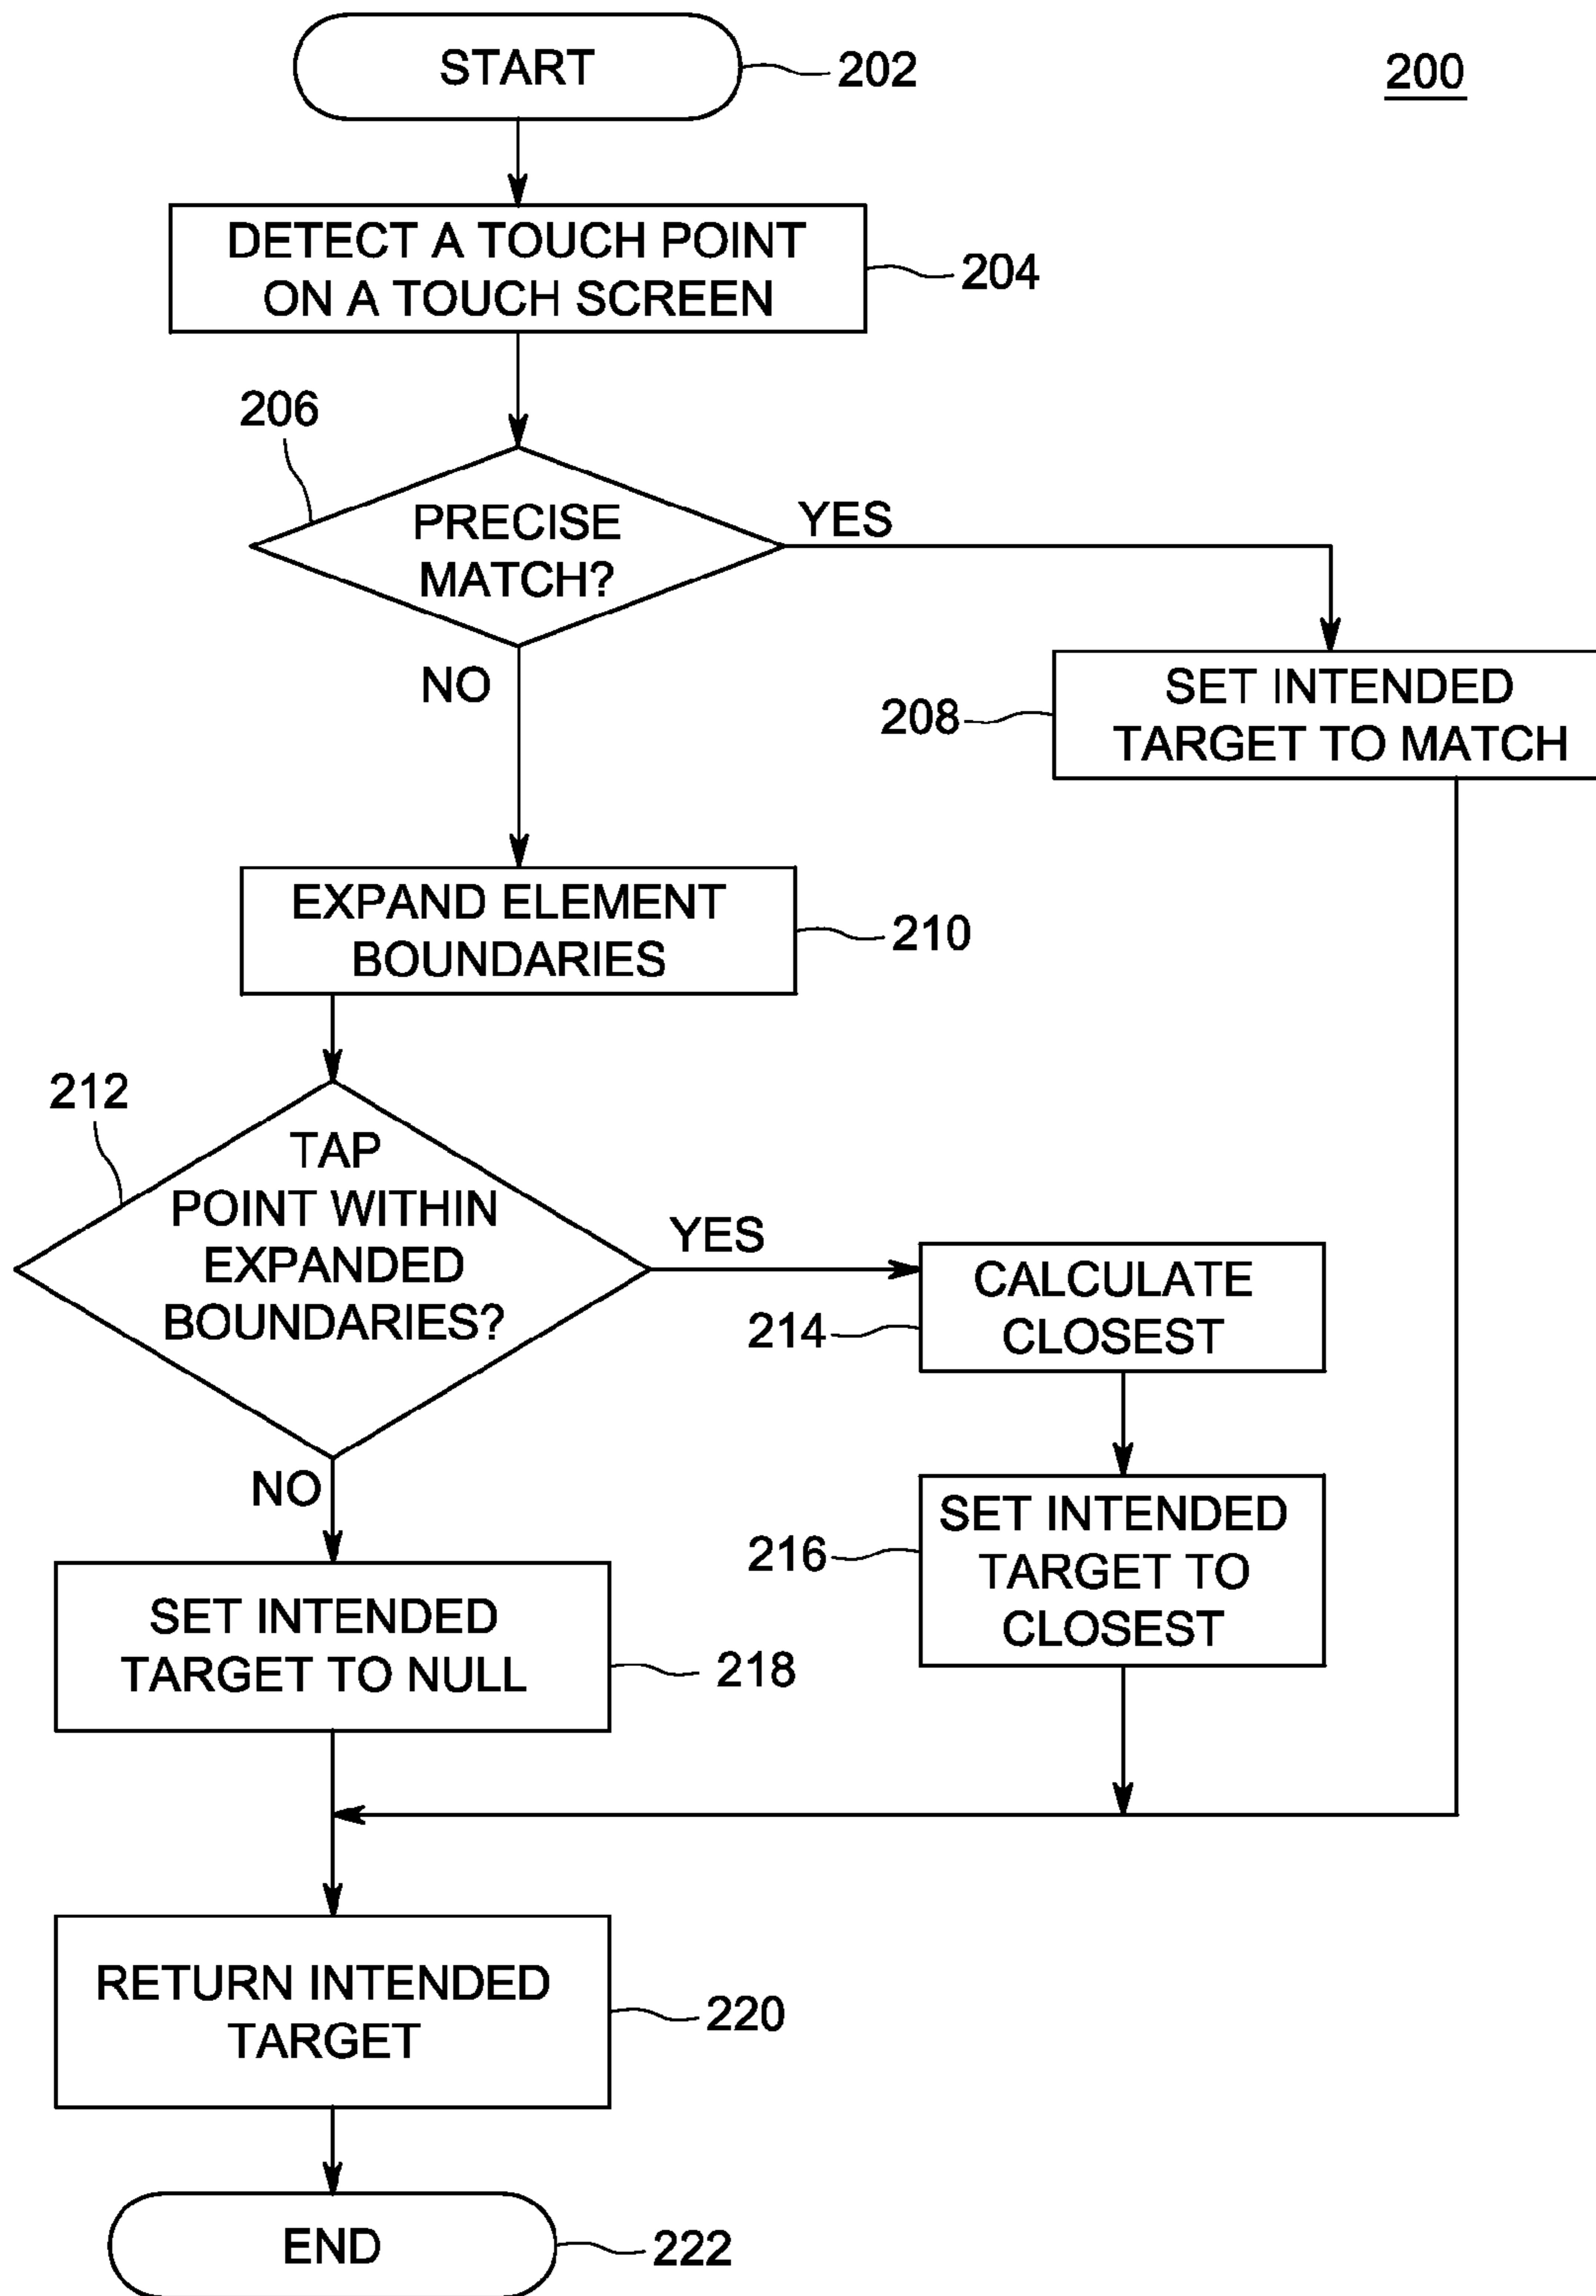 START
202
200
DETECT A TOUCH POINT
ON A TOUCH SCREEN
204
206
PRECISE
MATCH?
YES
NO
SET INTENDED
TARGET TO MATCH
208
EXPAND ELEMENT
BOUNDARIES
210
212
TAP
POINT WITHIN
EXPANDED
BOUNDARIES?
YES
CALCULATE
CLOSEST
214
NO
SET INTENDED
TARGET TO
CLOSEST
216
SET INTENDED
TARGET TO NULL
218
RETURN INTENDED
TARGET
220
END
222